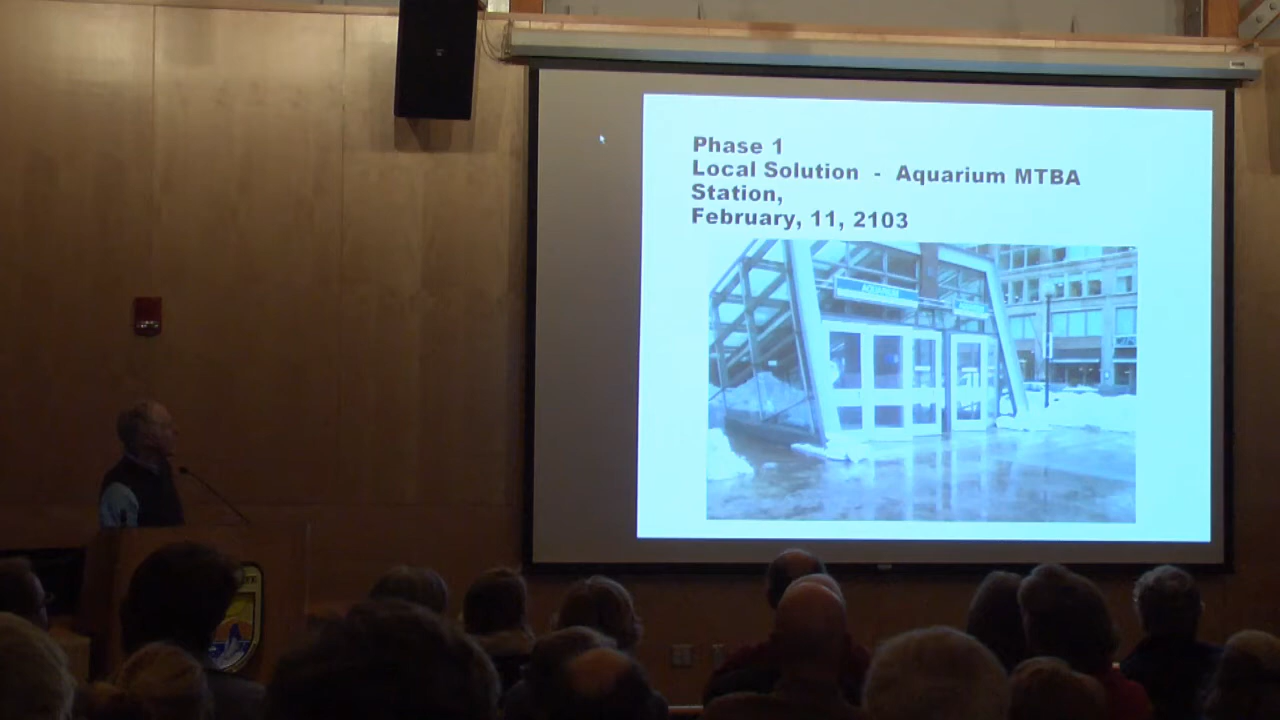 Phase 1
Local Solution - Aquarium MTBA
Station,
February, 11, 2103
AQUARIUM